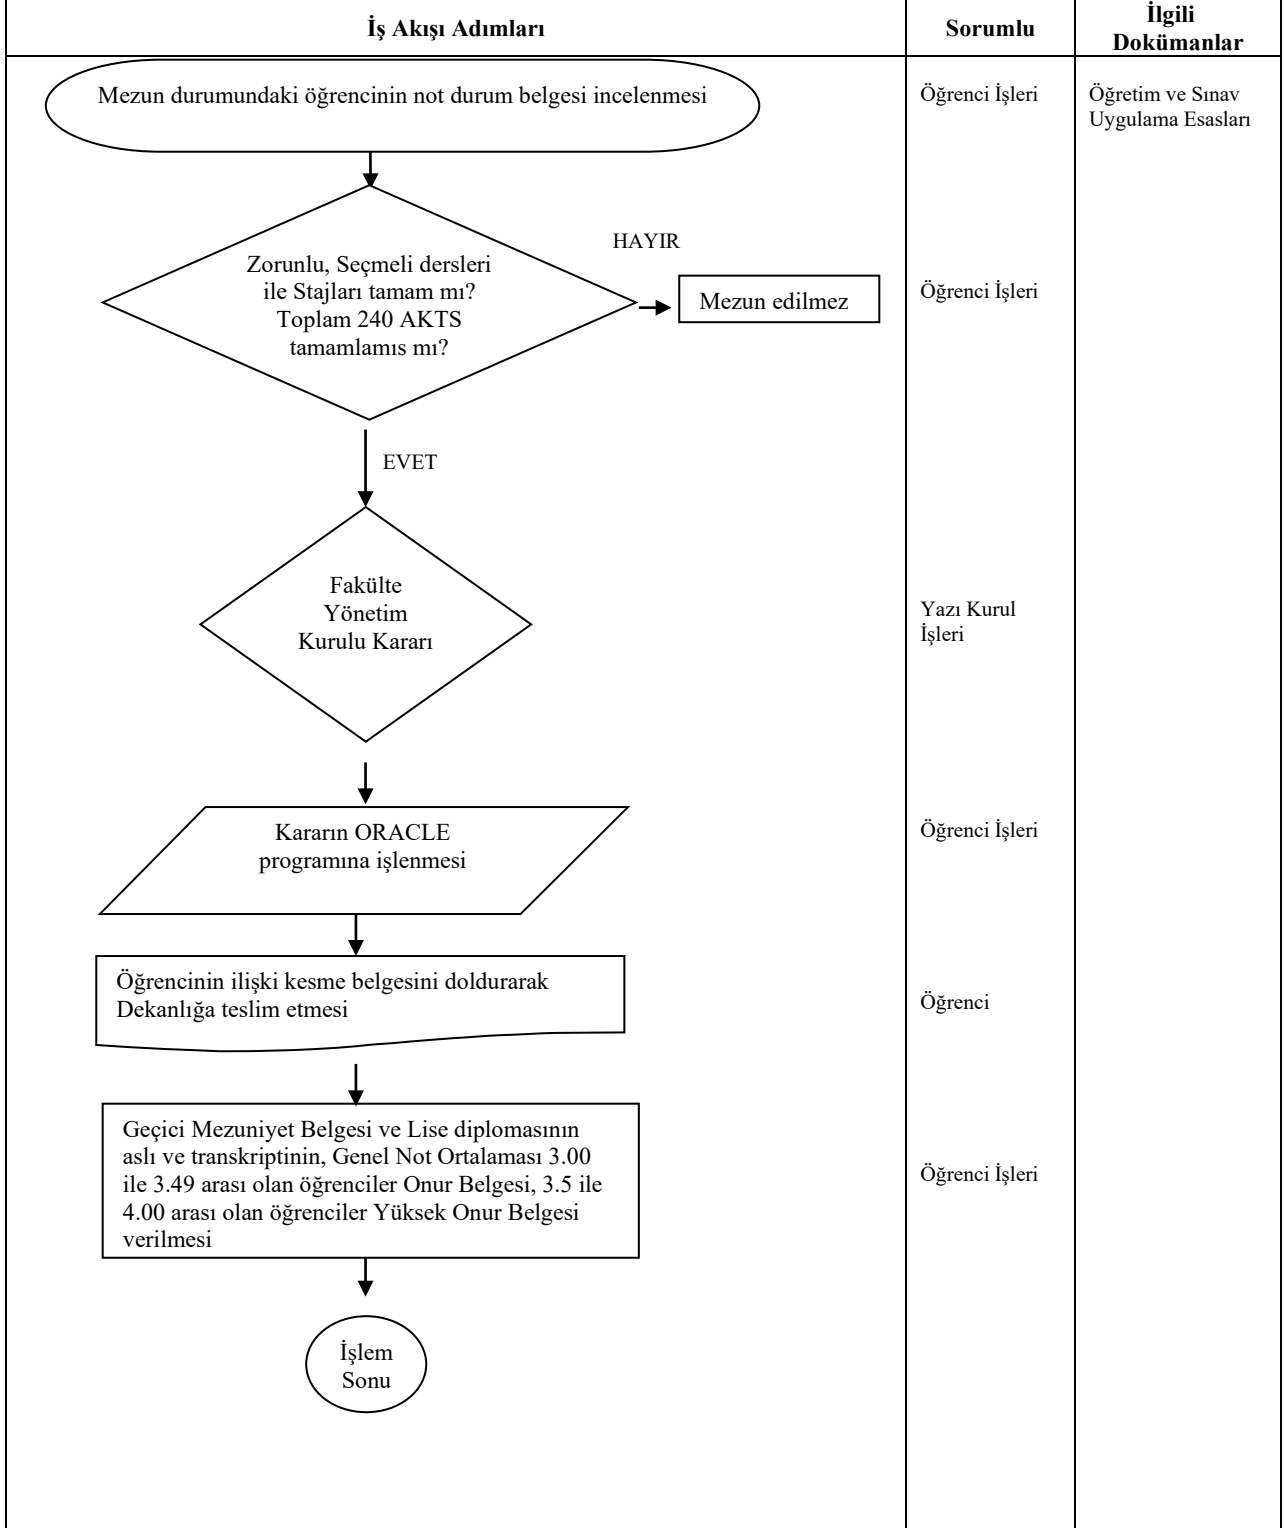 İş Akışı Adımları
Sorumlu
İlgili
Dokümanlar
Mezun durumundaki öğrencinin not durum belgesi incelenmesi
Öğrenci İşleri
Öğretim ve Sınav
Uygulama Esasları
HAYIR
Zorunlu, Seçmeli dersleri
ile Stajları tamam mı?
Toplam 240 AKTS
tamamlamıs mı?
Mezun edilmez
Öğrenci İşleri
EVET
Fakülte
Yönetim
Kurulu Kararı
Yazı Kurul
İşleri
Kararın ORACLE
programına işlenmesi
Öğrenci İşleri
Öğrencinin ilişki kesme belgesini doldurarak
Dekanlığa teslim etmesi
Öğrenci
Geçici Mezuniyet Belgesi ve Lise diplomasının
aslı ve transkriptinin, Genel Not Ortalaması 3.00
ile 3.49 arası olan öğrenciler Onur Belgesi, 3.5 ile
4.00 arası olan öğrenciler Yüksek Onur Belgesi
verilmesi
Öğrenci İşleri
İşlem
Sonu